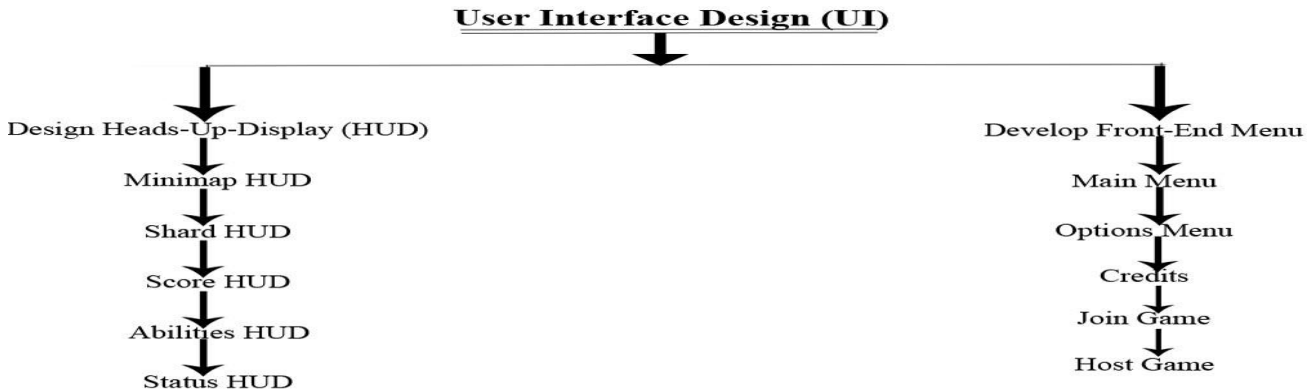 User Interface Design (UI)
Design Heads-Up-Display (HUD)
Minimap HUD
Shard HUD
Score HUD
Abilities HUD
Status HUD
Develop Front-End Menu
Main Menu
Options Menu
Credits
Join Game
Host Game